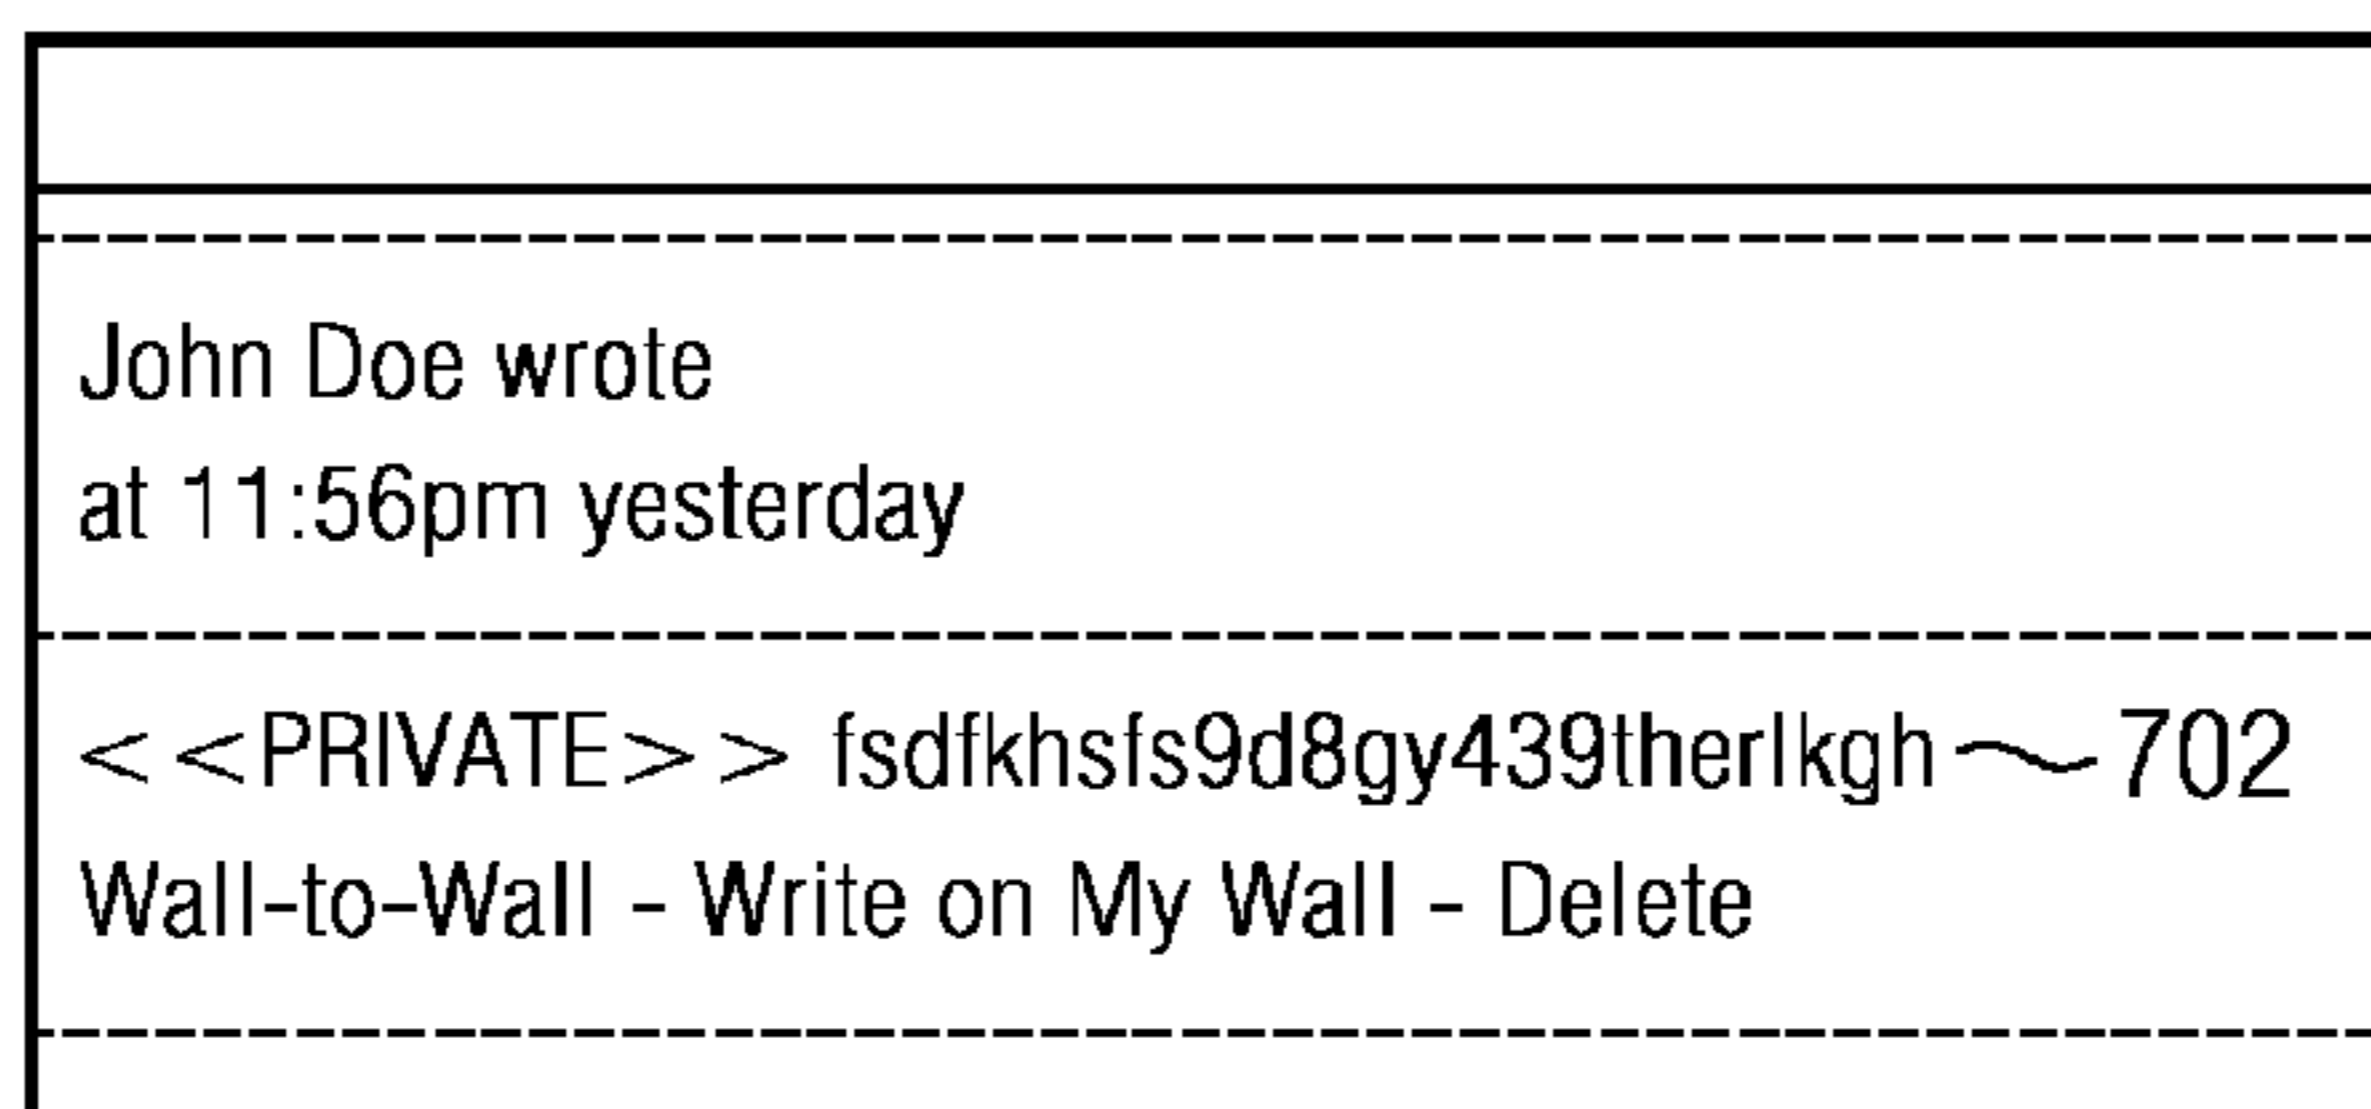 John Doe wrote
at 11:56pm yesterday
<<PRIVATE>> fsdfkhsfs9d8gy439therlkgh 702
Wall-to-Wall - Write on My Wall - Delete